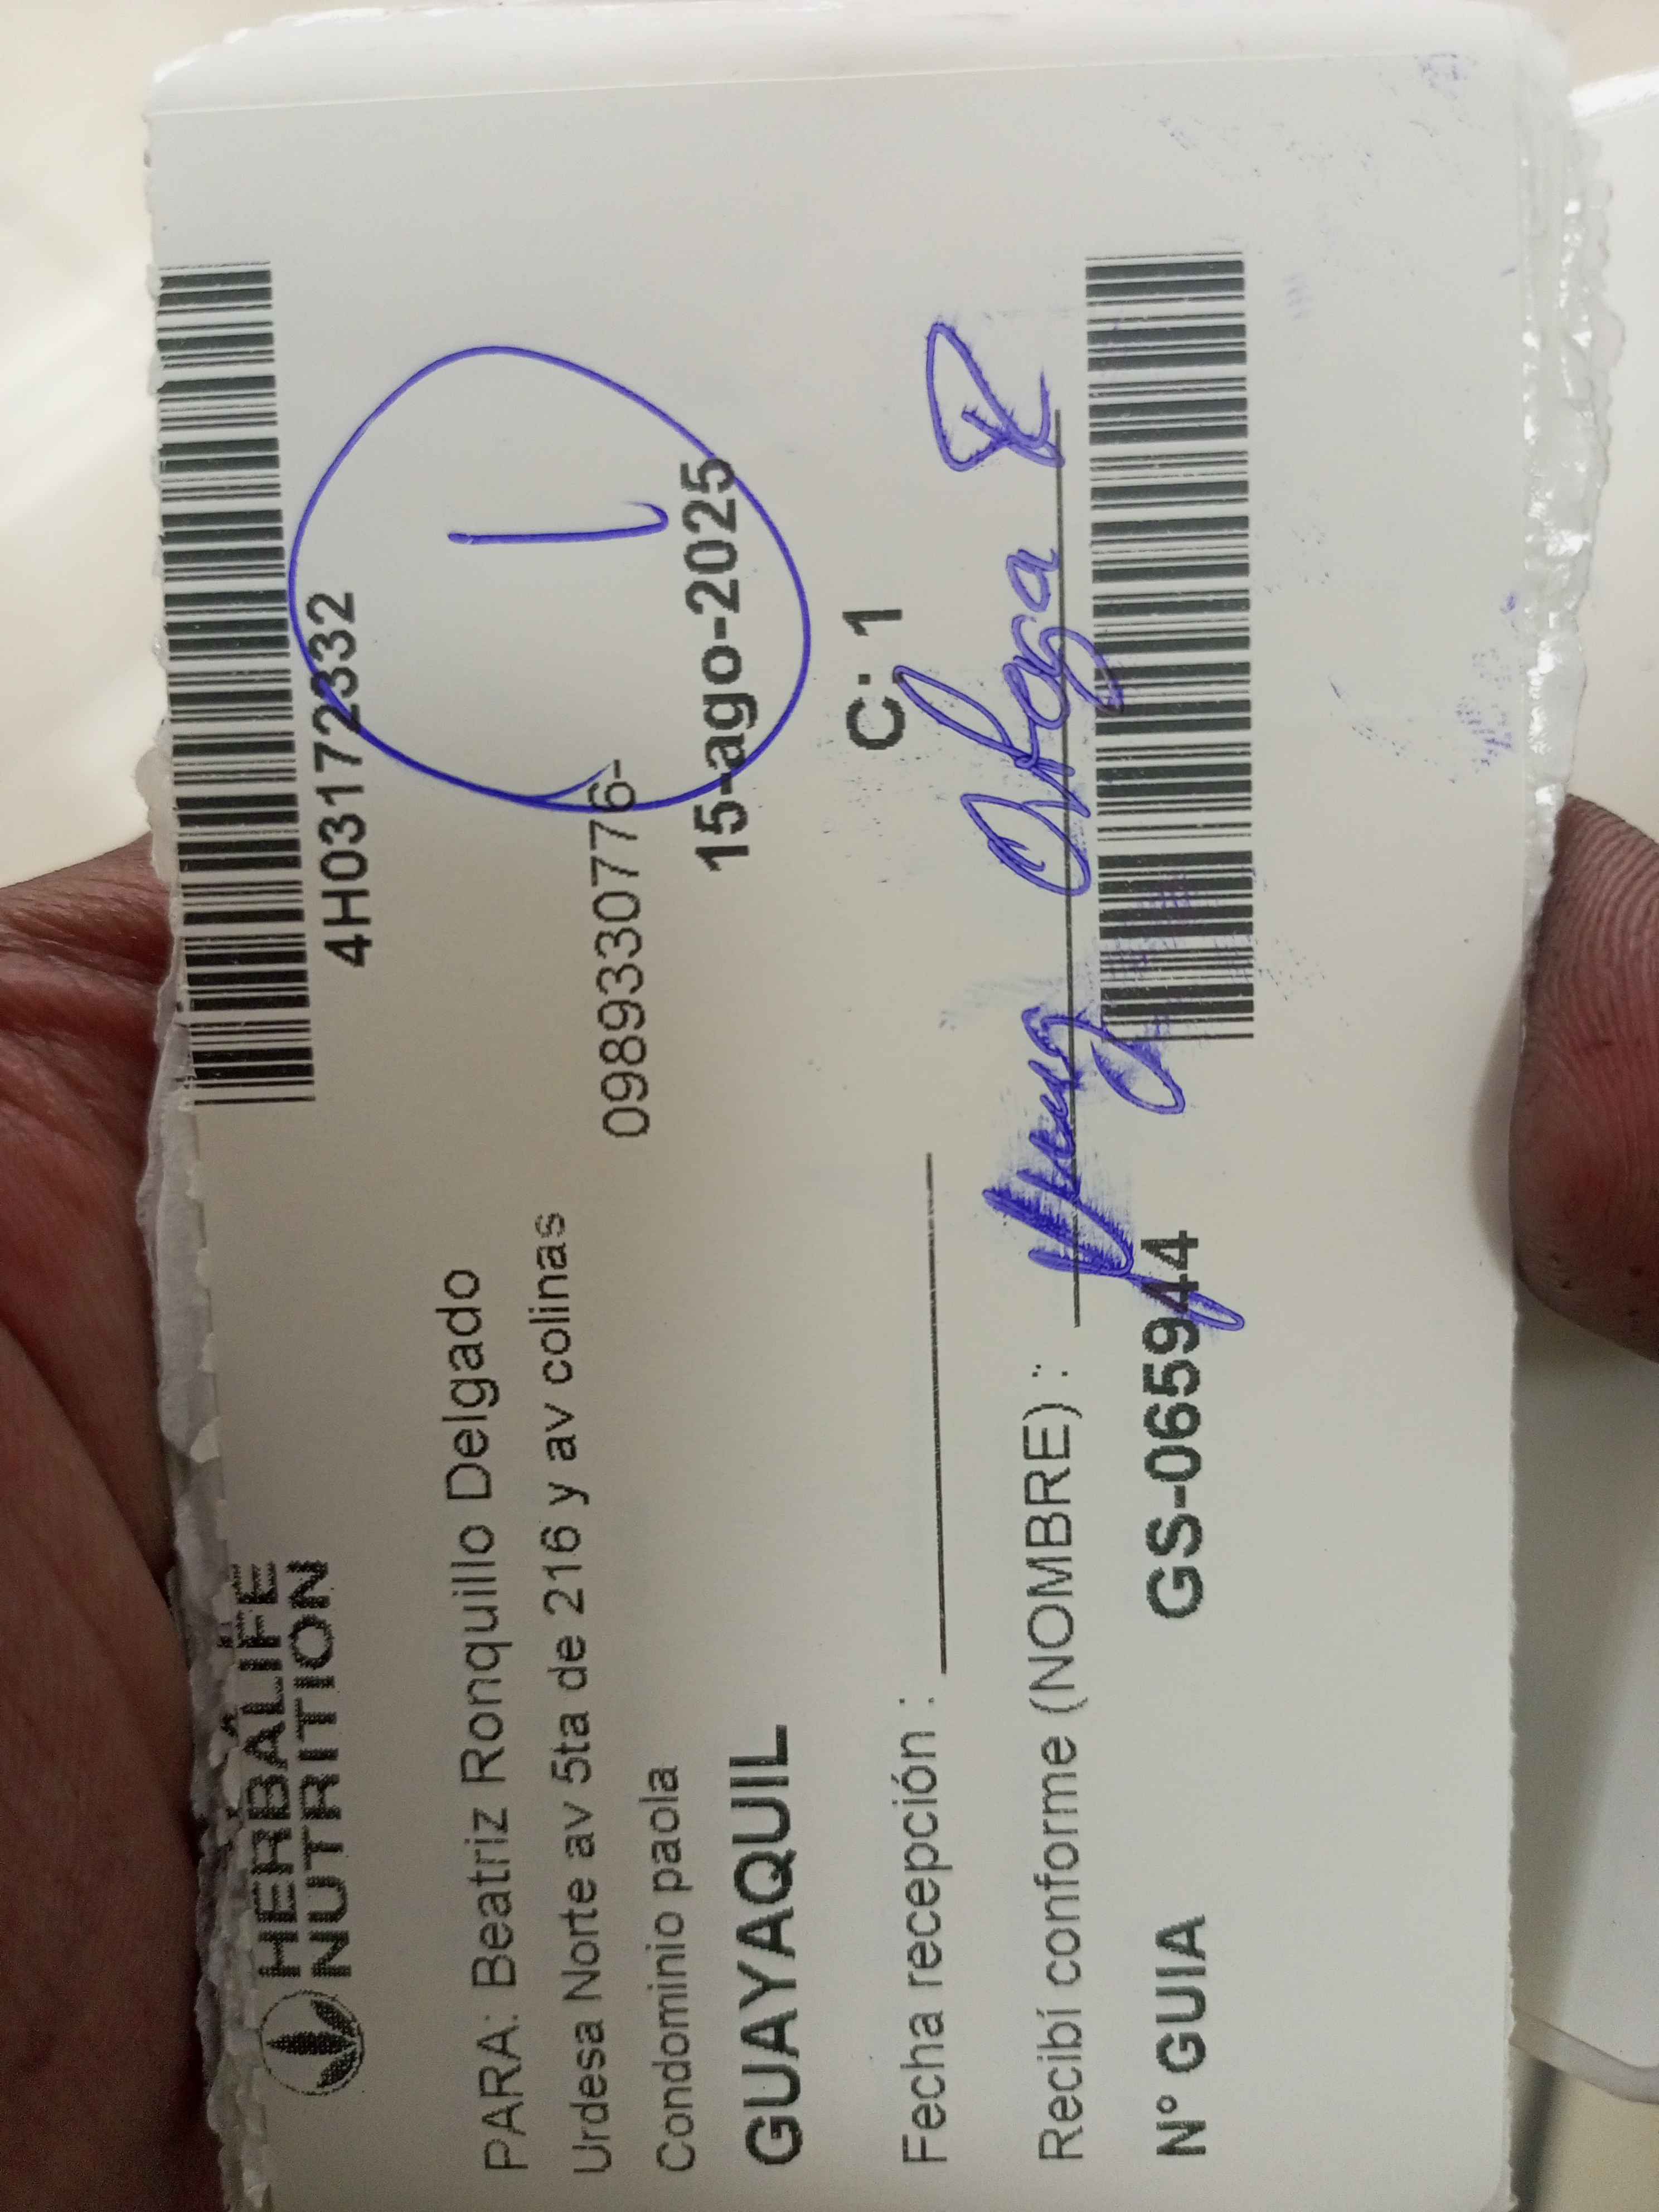 HERBALIFE
NUTRITION
4H03172332
PARA: Beatriz Ronquillo Delgado
Urdesa Norte av 5ta de 216 y av colinas
Condominio paola
0989330776-
GUAYAQUIL
15-ago-2025
1
C: 1
Fecha recepción :
Recibí conforme (NOMBRE) :
N° GUIA
GS-065944